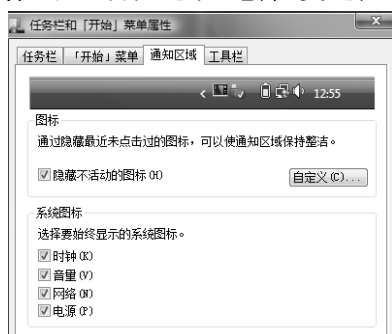 任务栏和「开始」菜单属性
任务栏 「开始」菜单 通知区域 工具栏
12:55
图标
通过隐藏最近未点击过的图标，可以使通知区域保持整洁。
隐藏不活动的图标(H)
自定义(C)...
系统图标
选择要始终显示的系统图标。
时钟(K)
音量(V)
网络(W)
电源(P)